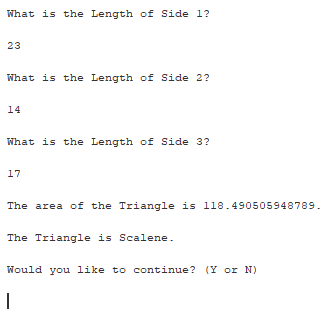 What is the Length of Side 1?
23
What is the Length of Side 2?
14
What is the Length of Side 3?
17
The area of the Triangle is 118.490505948789.
The Triangle is Scalene.
Would you like to continue? (Y or N)